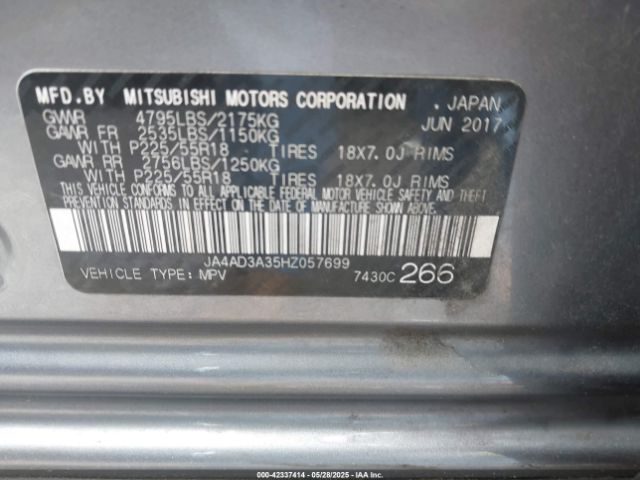 MFD.BY MITSUBISHI MOTORS CORPORATION . JAPAN
GVWR 4795LBS/2175KG JUN 2017
GAWR FR 2535LBS/1150KG
WITH P225/55R18 TIRES 18X7.0J RIMS
GAWR RR 2756LBS/1250KG
WITH P225/55R18 TIRES 18X7.0J RIMS
THIS VEHICLE CONFORMS TO ALL APPLICABLE FEDERAL MOTOR VEHICLE SAFETY AND THEFT
PREVENTION STANDARDS IN EFFECT ON THE DATE OF MANUFACTURE SHOWN ABOVE.
JA4AD3A35HZ057699
VEHICLE TYPE: MPV 7430C 266
000-42337414 - 05/28/2025 - IAAI.COM